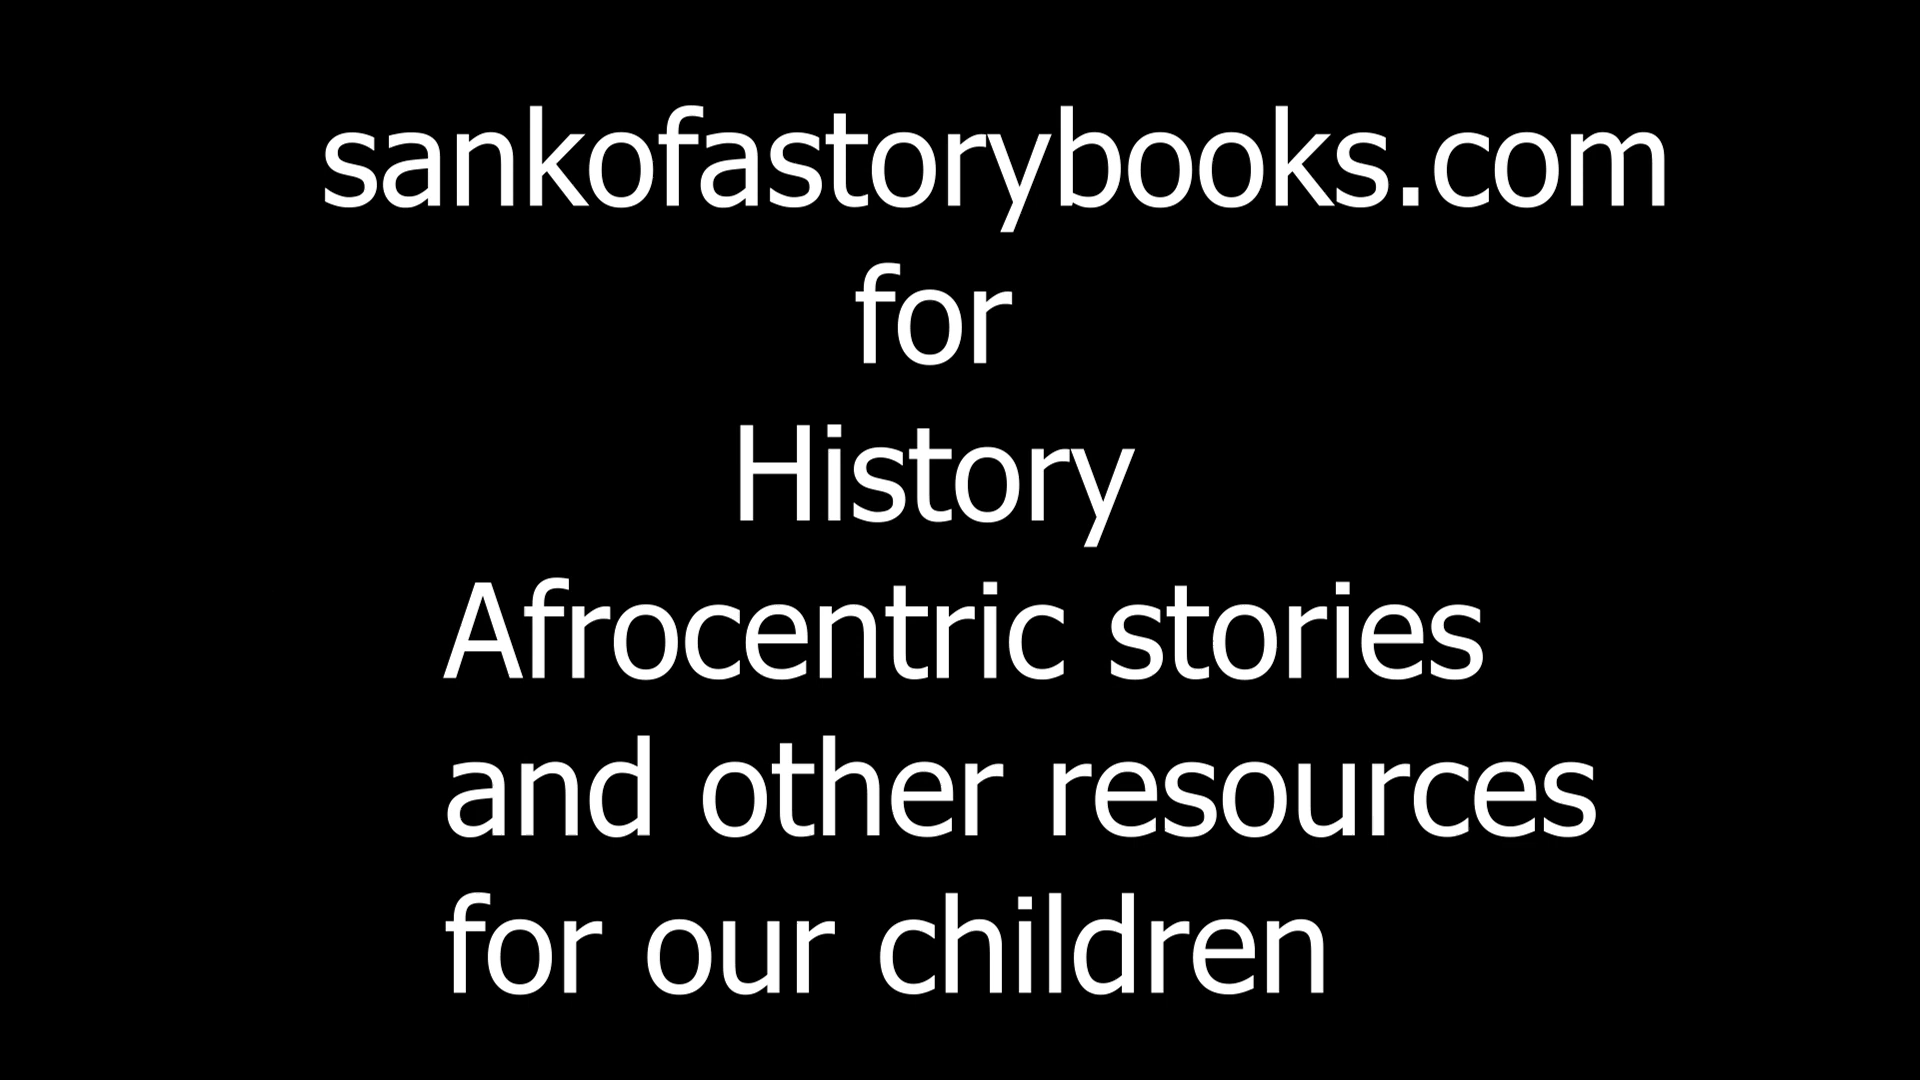 sankofastorybooks.com
for
History
Afrocentric stories
and other resources
for our children